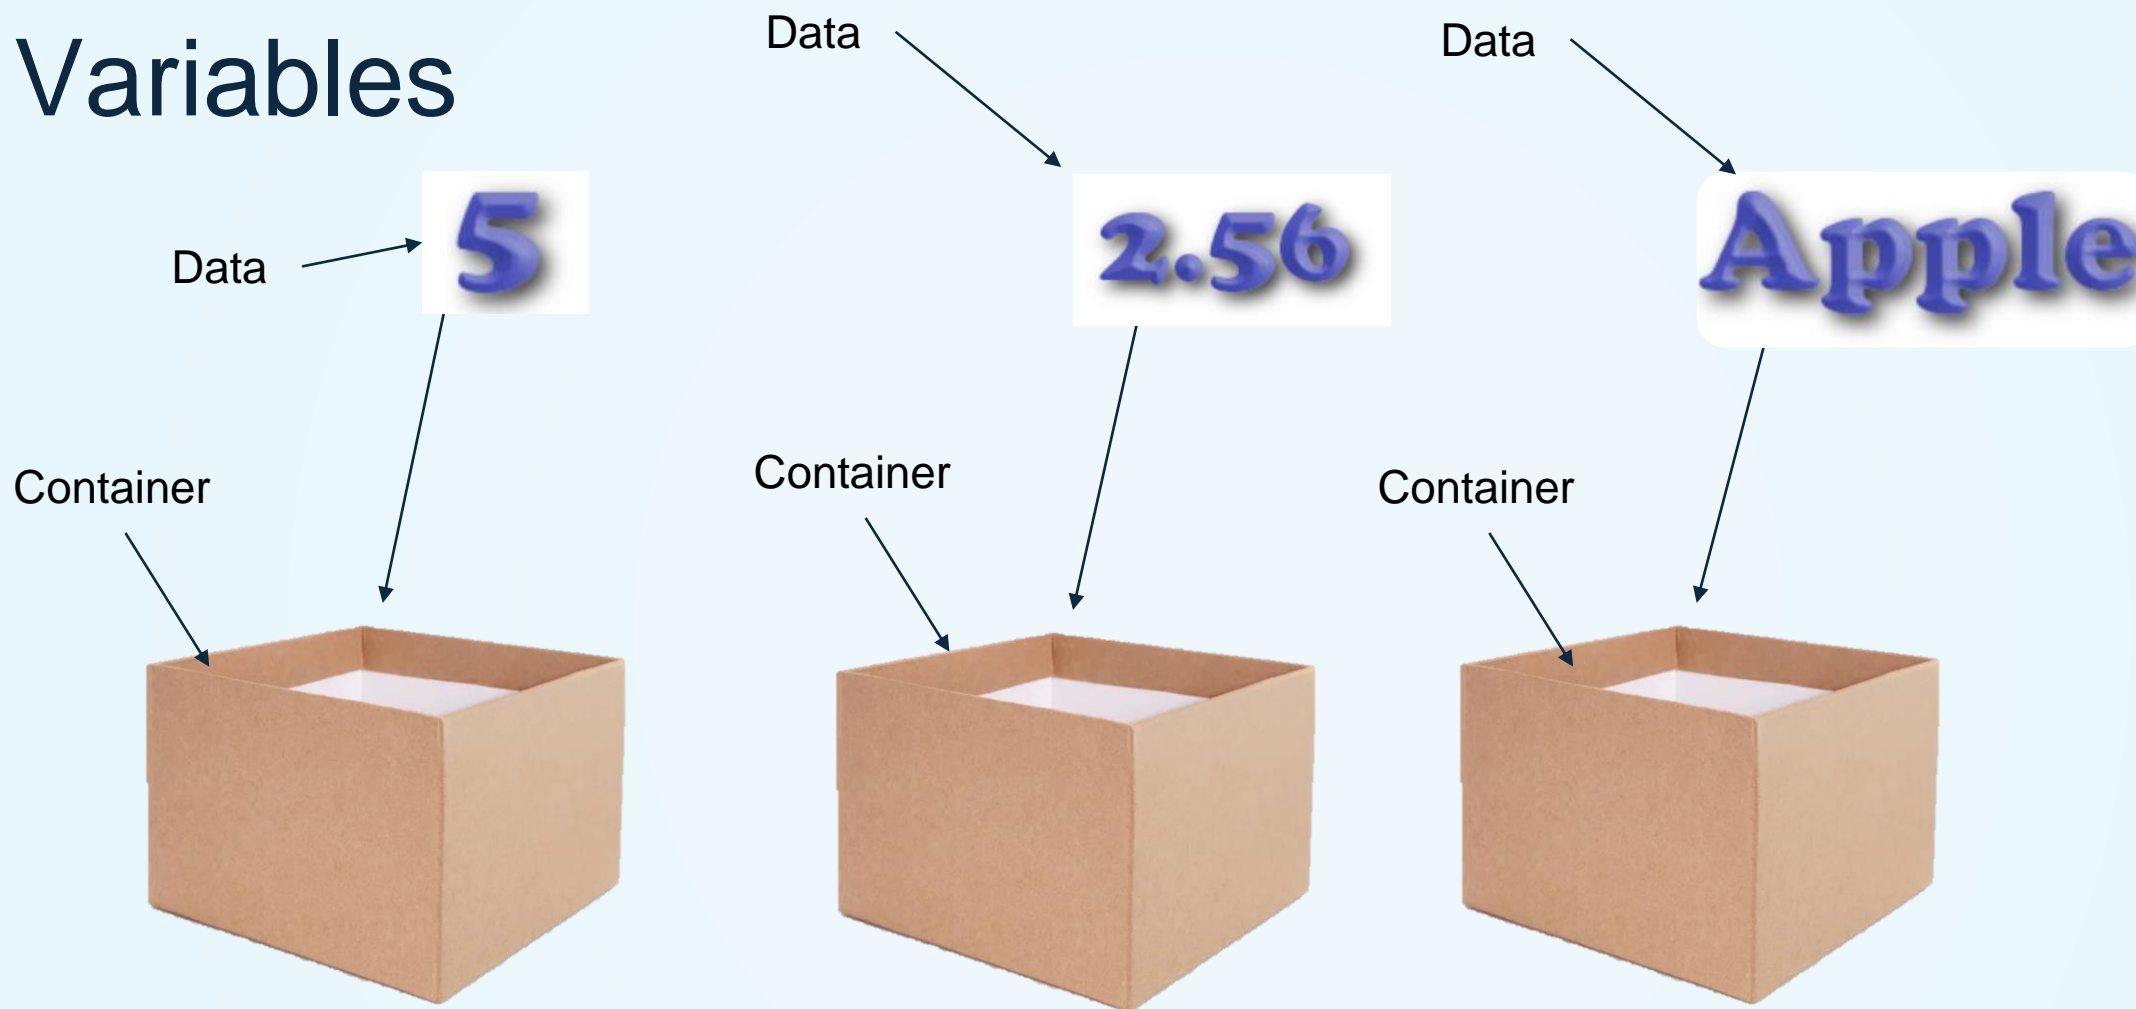 Variables
Data
5
Container
Data
2.56
Container
Data
Apple
Container